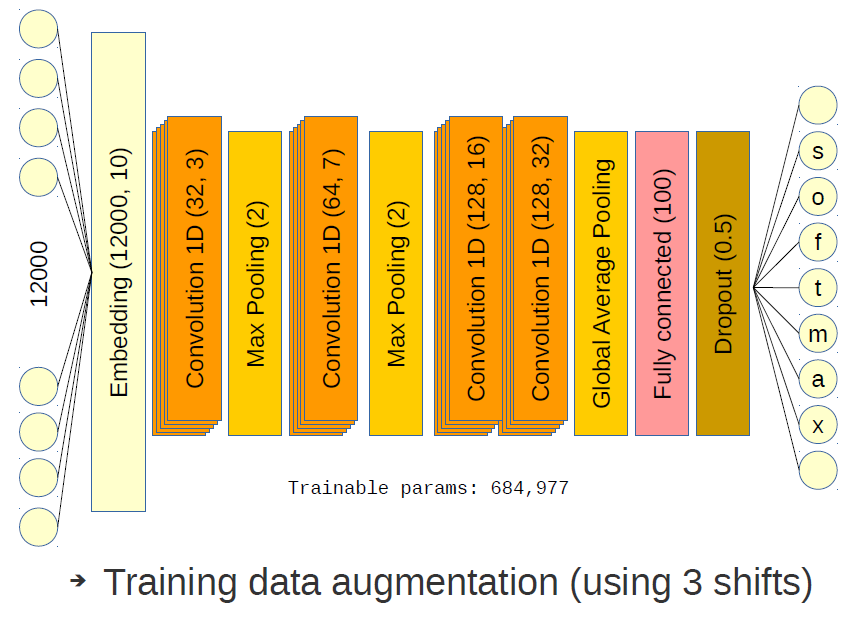 12000
Embedding (12000, 10)
Convolution 1D (32, 3)
Max Pooling (2)
Convolution 1D (64, 7)
Max Pooling (2)
Convolution 1D (128, 16)
Convolution 1D (128, 32)
Global Average Pooling
Fully connected (100)
Dropout (0.5)
s
o
f
t
m
a
x
Trainable params: 684,977
➔ Training data augmentation (using 3 shifts)